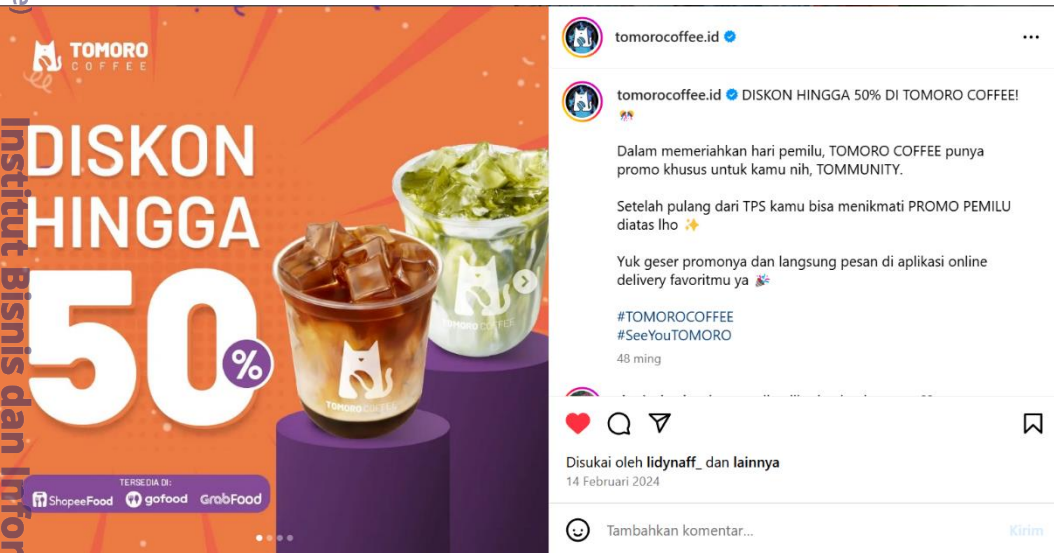 TOMORO
COFFEE
DISKON
HINGGA
50%
TOMORO COFFEE
TOMORO COFFEE
TERSEDIA DI:
ShopeeFood gofood GrabFood
Institut Bisnis dan Infor
tomorocoffee.id
tomorocoffee.id DISKON HINGGA 50% DI TOMORO COFFEE!
🎊
Dalam memeriahkan hari pemilu, TOMORO COFFEE punya
promo khusus untuk kamu nih, TOMMUNITY.
Setelah pulang dari TPS kamu bisa menikmati PROMO PEMILU
diatas lho ✨
Yuk geser promonya dan langsung pesan di aplikasi online
delivery favoritmu ya 🎉
#TOMOROCOFFEE
#SeeYouTOMORO
48 ming
Disukai oleh lidynaff_ dan lainnya
14 Februari 2024
Tambahkan komentar...
Kirim